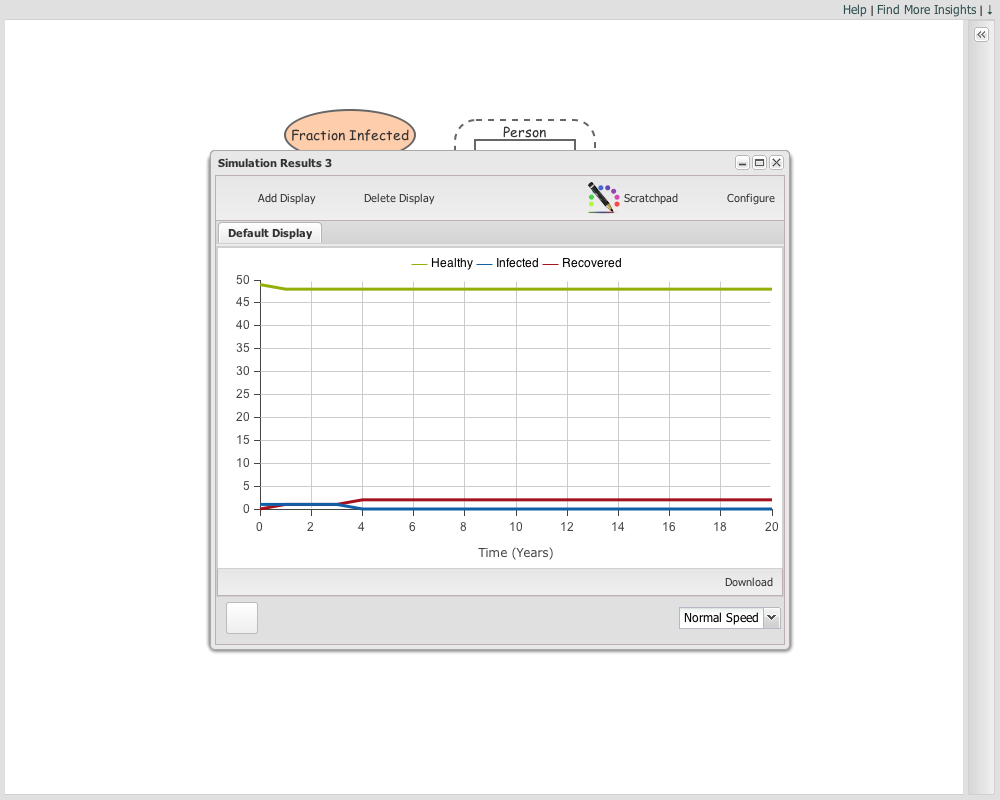 Help | Find More Insights | ↓
Fraction Infected
Person
Simulation Results 3
Add Display Delete Display Scratchpad Configure
Default Display
Healthy Infected Recovered
50
45
40
35
30
25
20
15
10
5
0
0 2 4 6 8 10 12 14 16 18 20
Time (Years)
Download
Normal Speed